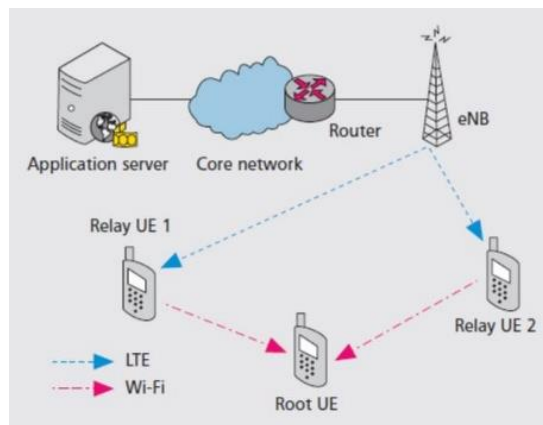 eNB
Router
Application server
Core network
Relay UE 1
Relay UE 2
LTE
Wi-Fi
Root UE